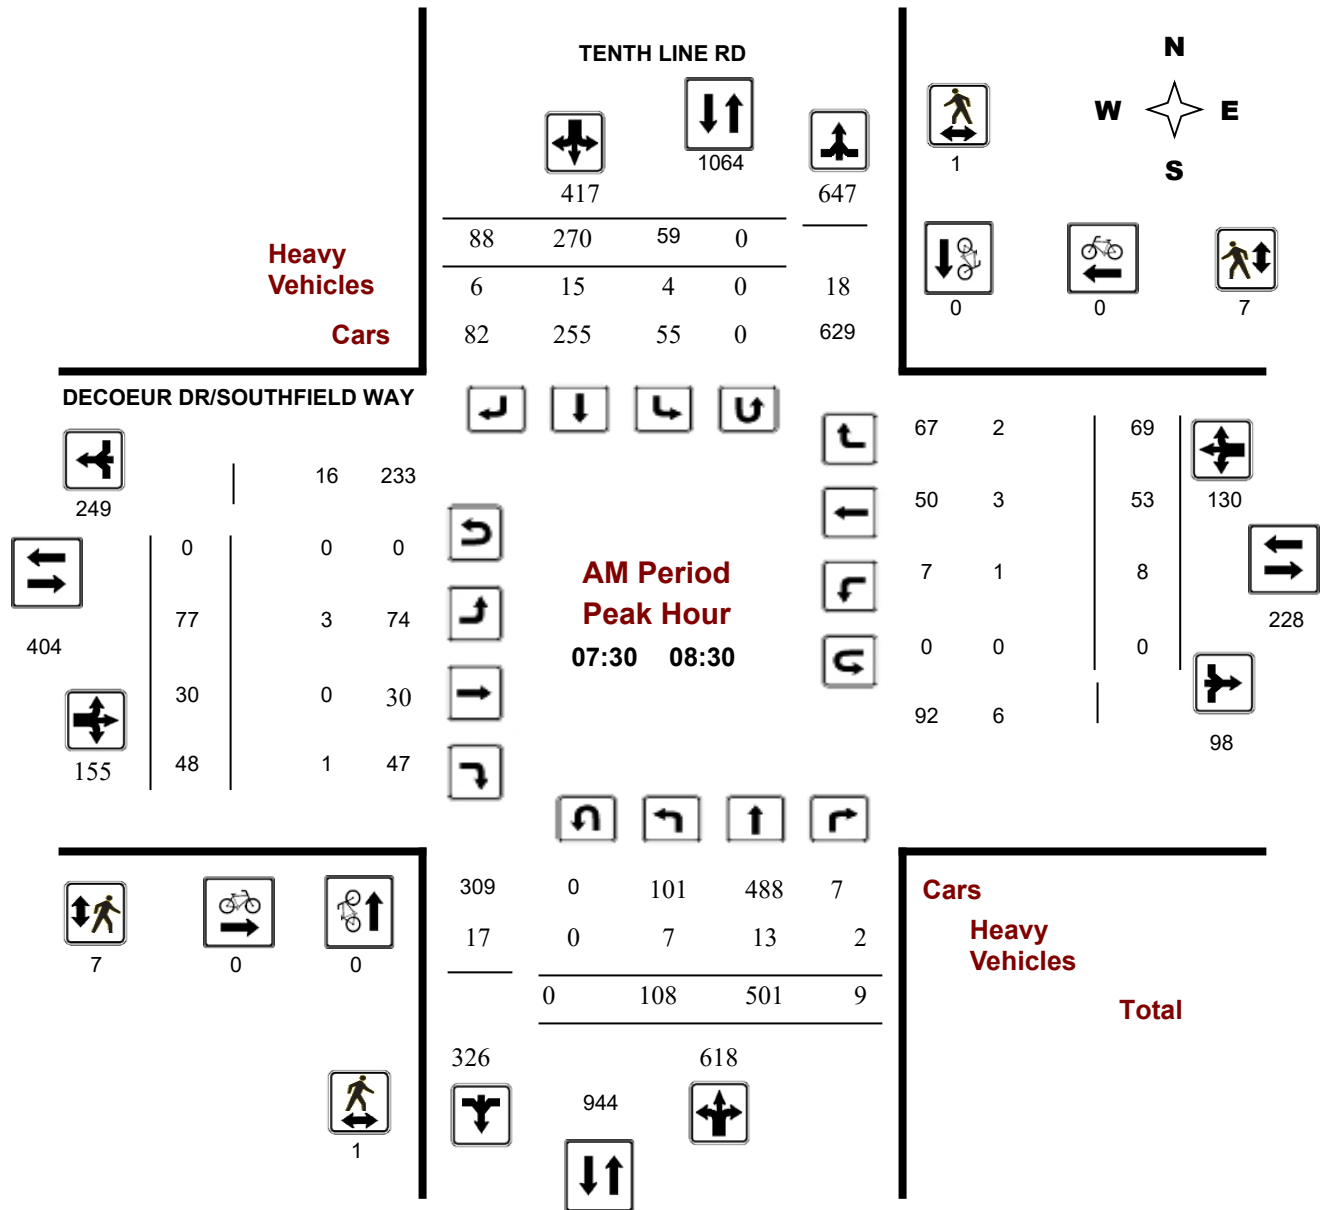 TENTH LINE RD
N
W E
S
1064
1
417 647
88 270 59 0
Heavy
Vehicles
6 15 4 0 18
0 0 7
Cars
82 255 55 0 629
DECOEUR DR/SOUTHFIELD WAY
67 2 69
16 233
249
50 3 53 130
0 0 0
AM Period
7 1 8
77 3 74
Peak Hour
228
404
07:30 08:30
0 0 0
30 0 30
92 6
98
155
48 1 47
309 0 101 488 7
Cars
17 0 7 13 2
Heavy
Vehicles
7 0 0
0 108 501 9
Total
326 618
944
1